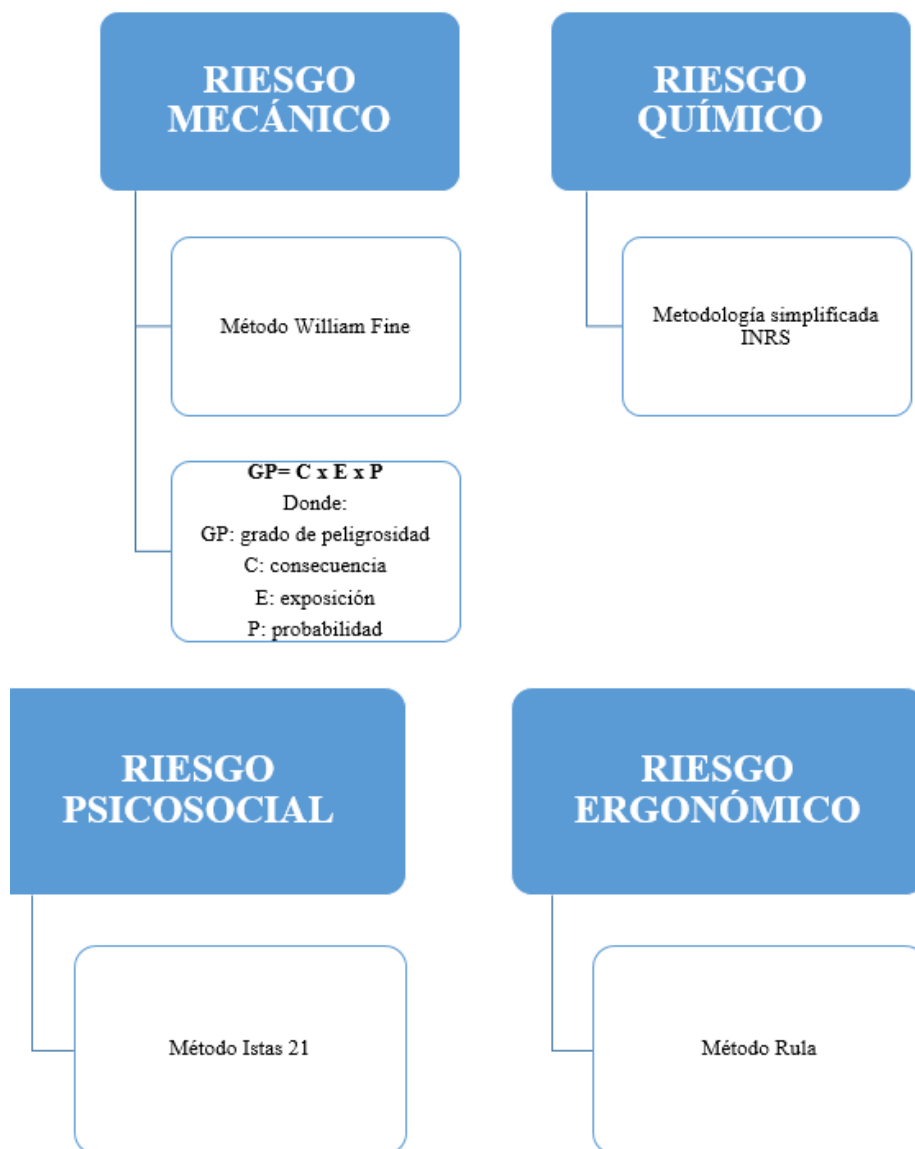 RIESGO
MECÁNICO
RIESGO
QUÍMICO
Método William Fine
Metodología simplificada
INRS
GP= C x E x P
Donde:
GP: grado de peligrosidad
C: consecuencia
E: exposición
P: probabilidad
RIESGO
PSICOSOCIAL
RIESGO
ERGONÓMICO
Método Istas 21
Método Rula